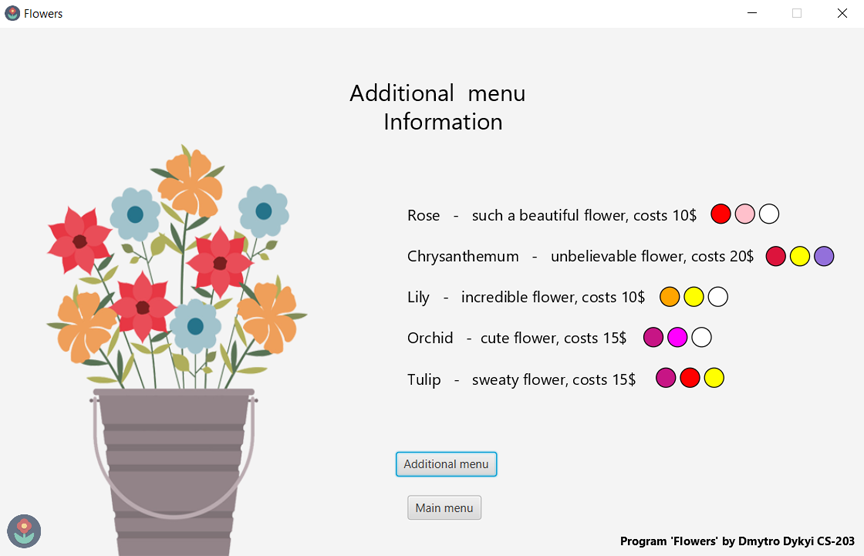 Flowers
Additional menu
Information
Rose - such a beautiful flower, costs 10$
Chrysanthemum - unbelievable flower, costs 20$
Lily - incredible flower, costs 10$
Orchid - cute flower, costs 15$
Tulip - sweaty flower, costs 15$
Additional menu
Main menu
Program 'Flowers' by Dmytro Dykyi CS-203